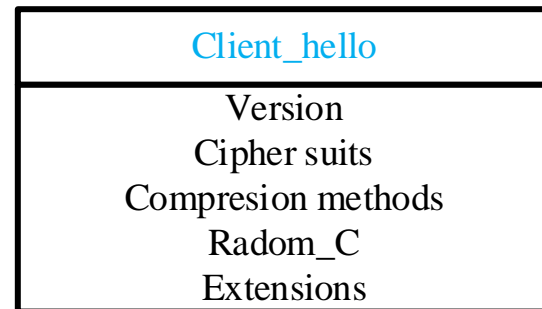 Client_hello
Version
Cipher suits
Compresion methods
Radom_C
Extensions